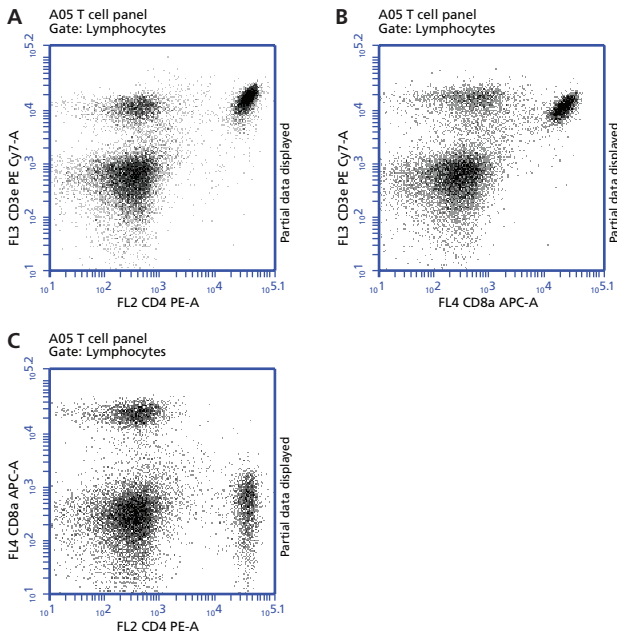 A
A05 T cell panel
Gate: Lymphocytes
FL3 CD3e PE Cy7-A
10^1 10^2 10^3 10^4 10^5.2
10^1 10^2 10^3 10^4 10^5.1
FL2 CD4 PE-A
Partial data displayed
B
A05 T cell panel
Gate: Lymphocytes
FL3 CD3e PE Cy7-A
10^1 10^2 10^3 10^4 10^5.2
10^1 10^2 10^3 10^4 10^5.1
FL4 CD8a APC-A
Partial data displayed
C
A05 T cell panel
Gate: Lymphocytes
FL4 CD8a APC-A
10^1 10^2 10^3 10^4 10^5.2
10^1 10^2 10^3 10^4 10^5.1
FL2 CD4 PE-A
Partial data displayed